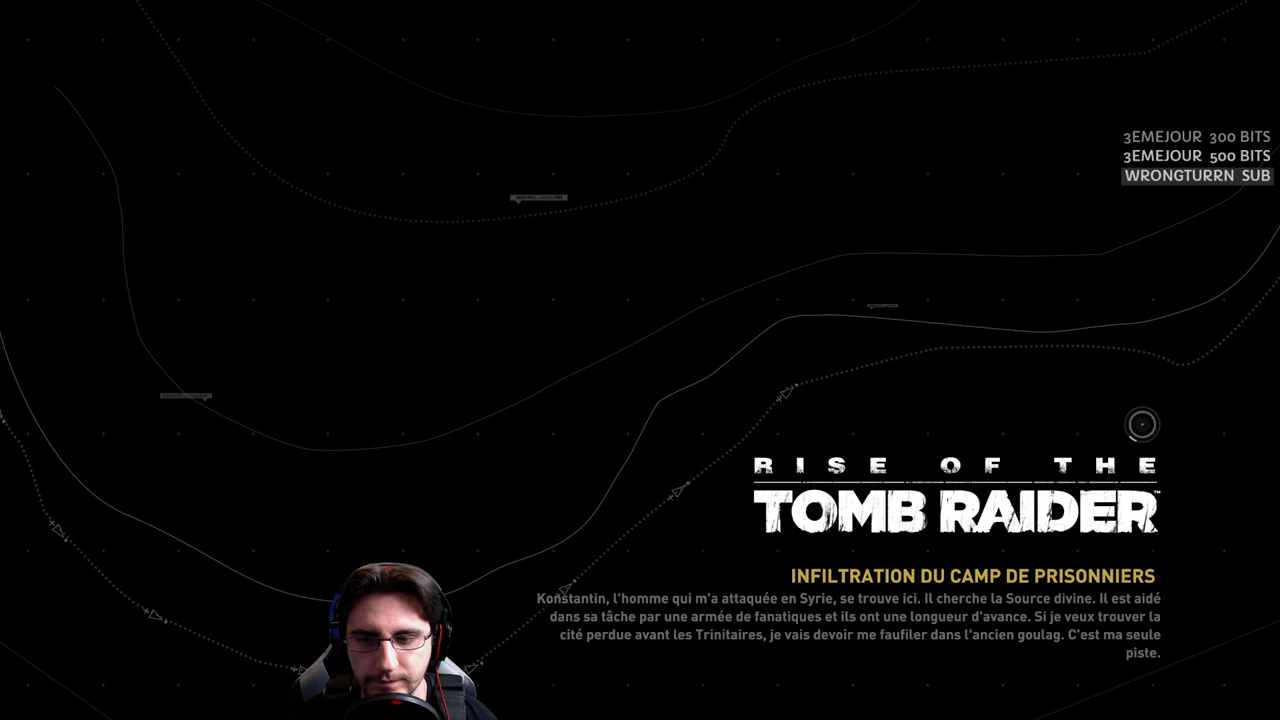 3EMEJOUR 300 BITS
3EMEJOUR 500 BITS
WRONGTURRN SUB
RISE OF THE
TOMB RAIDER
INFILTRATION DU CAMP DE PRISONNIERS
Konstantin, l'homme qui m'a attaquée en Syrie, se trouve ici. Il cherche la Source divine. Il est aidé
dans sa tâche par une armée de fanatiques et ils ont une longueur d'avance. Si je veux trouver la
cité perdue avant les Trinitaires, je vais devoir me faufiler dans l'ancien goulag. C'est ma seule
piste.